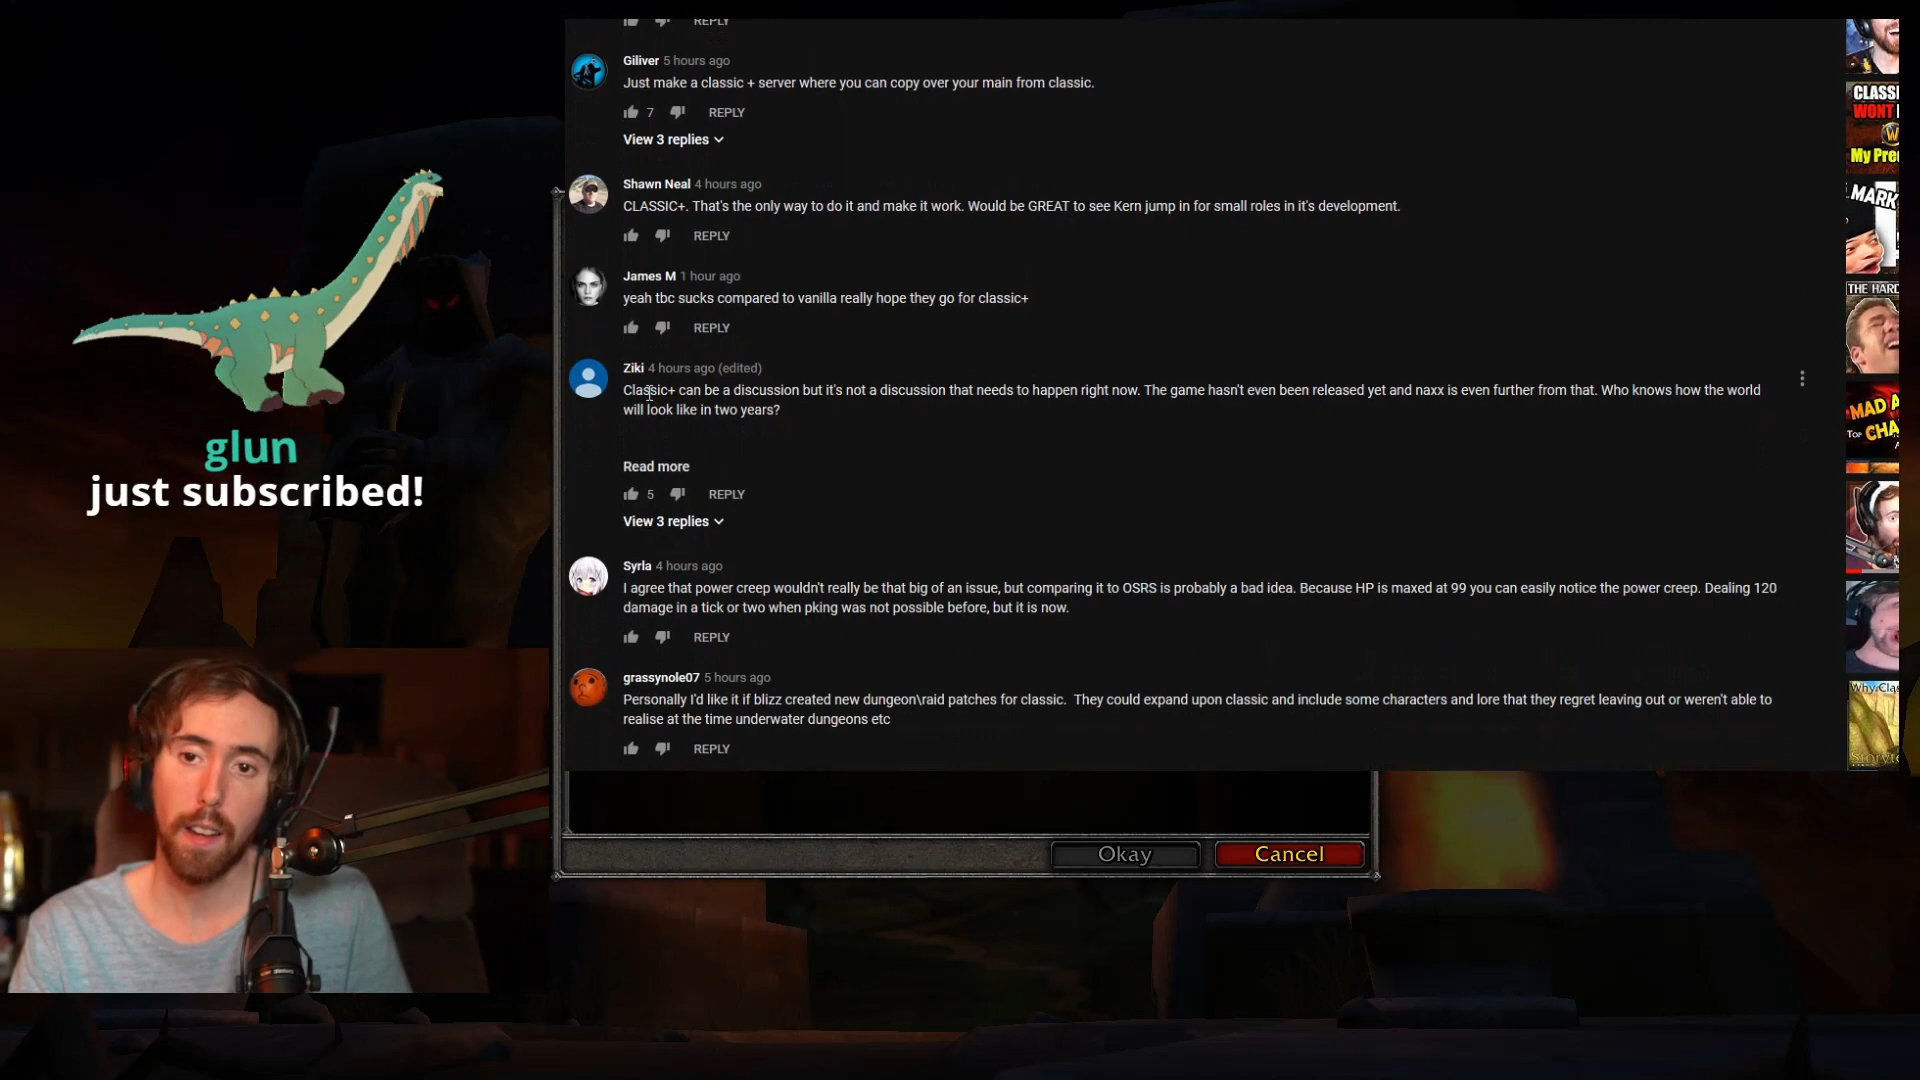 REPLY
Giliver 5 hours ago
Just make a classic + server where you can copy over your main from classic.
7 REPLY
View 3 replies
Shawn Neal 4 hours ago
CLASSIC+. That's the only way to do it and make it work. Would be GREAT to see Kern jump in for small roles in it's development.
REPLY
James M 1 hour ago
yeah tbc sucks compared to vanilla really hope they go for classic+
REPLY
Ziki 4 hours ago (edited)
Classic+ can be a discussion but it's not a discussion that needs to happen right now. The game hasn't even been released yet and naxx is even further from that. Who knows how the world
will look like in two years?
Read more
5 REPLY
View 3 replies
Syrla 4 hours ago
I agree that power creep wouldn't really be that big of an issue, but comparing it to OSRS is probably a bad idea. Because HP is maxed at 99 you can easily notice the power creep. Dealing 120
damage in a tick or two when pking was not possible before, but it is now.
REPLY
grassynole07 5 hours ago
Personally I'd like it if blizz created new dungeon\raid patches for classic. They could expand upon classic and include some characters and lore that they regret leaving out or weren't able to
realise at the time underwater dungeons etc
REPLY
glun
just subscribed!
Okay
Cancel
CLASSI
WONT
My Pre
MARK
THE HARD
MAD A
TOP CHA
Why Cla